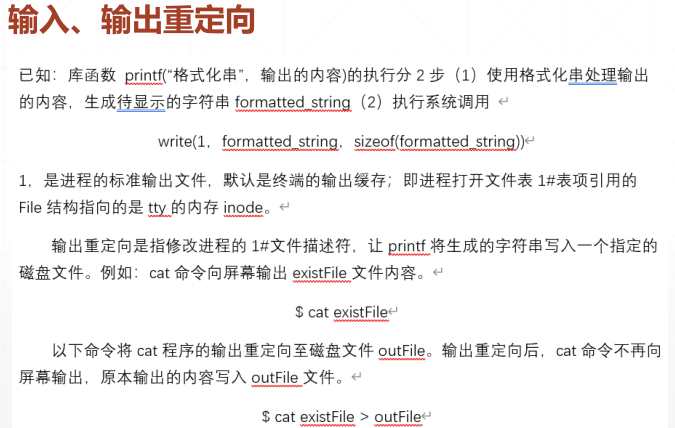 输入、输出重定向
已知：库函数 printf(“格式化串”，输出的内容)的执行分 2 步（1）使用格式化串处理输出
的内容，生成待显示的字符串 formatted_string（2）执行系统调用 ↵
write(1，formatted_string，sizeof(formatted_string))↵
1，是进程的标准输出文件，默认是终端的输出缓存；即进程打开文件表 1#表项引用的
File 结构指向的是 tty 的内存 inode。↵
输出重定向是指修改进程的 1#文件描述符，让 printf 将生成的字符串写入一个指定的
磁盘文件。例如：cat 命令向屏幕输出 existFile 文件内容。↵
$ cat existFile↵
以下命令将 cat 程序的输出重定向至磁盘文件 outFile。输出重定向后，cat 命令不再向
屏幕输出，原本输出的内容写入 outFile 文件。↵
$ cat existFile > outFile↵